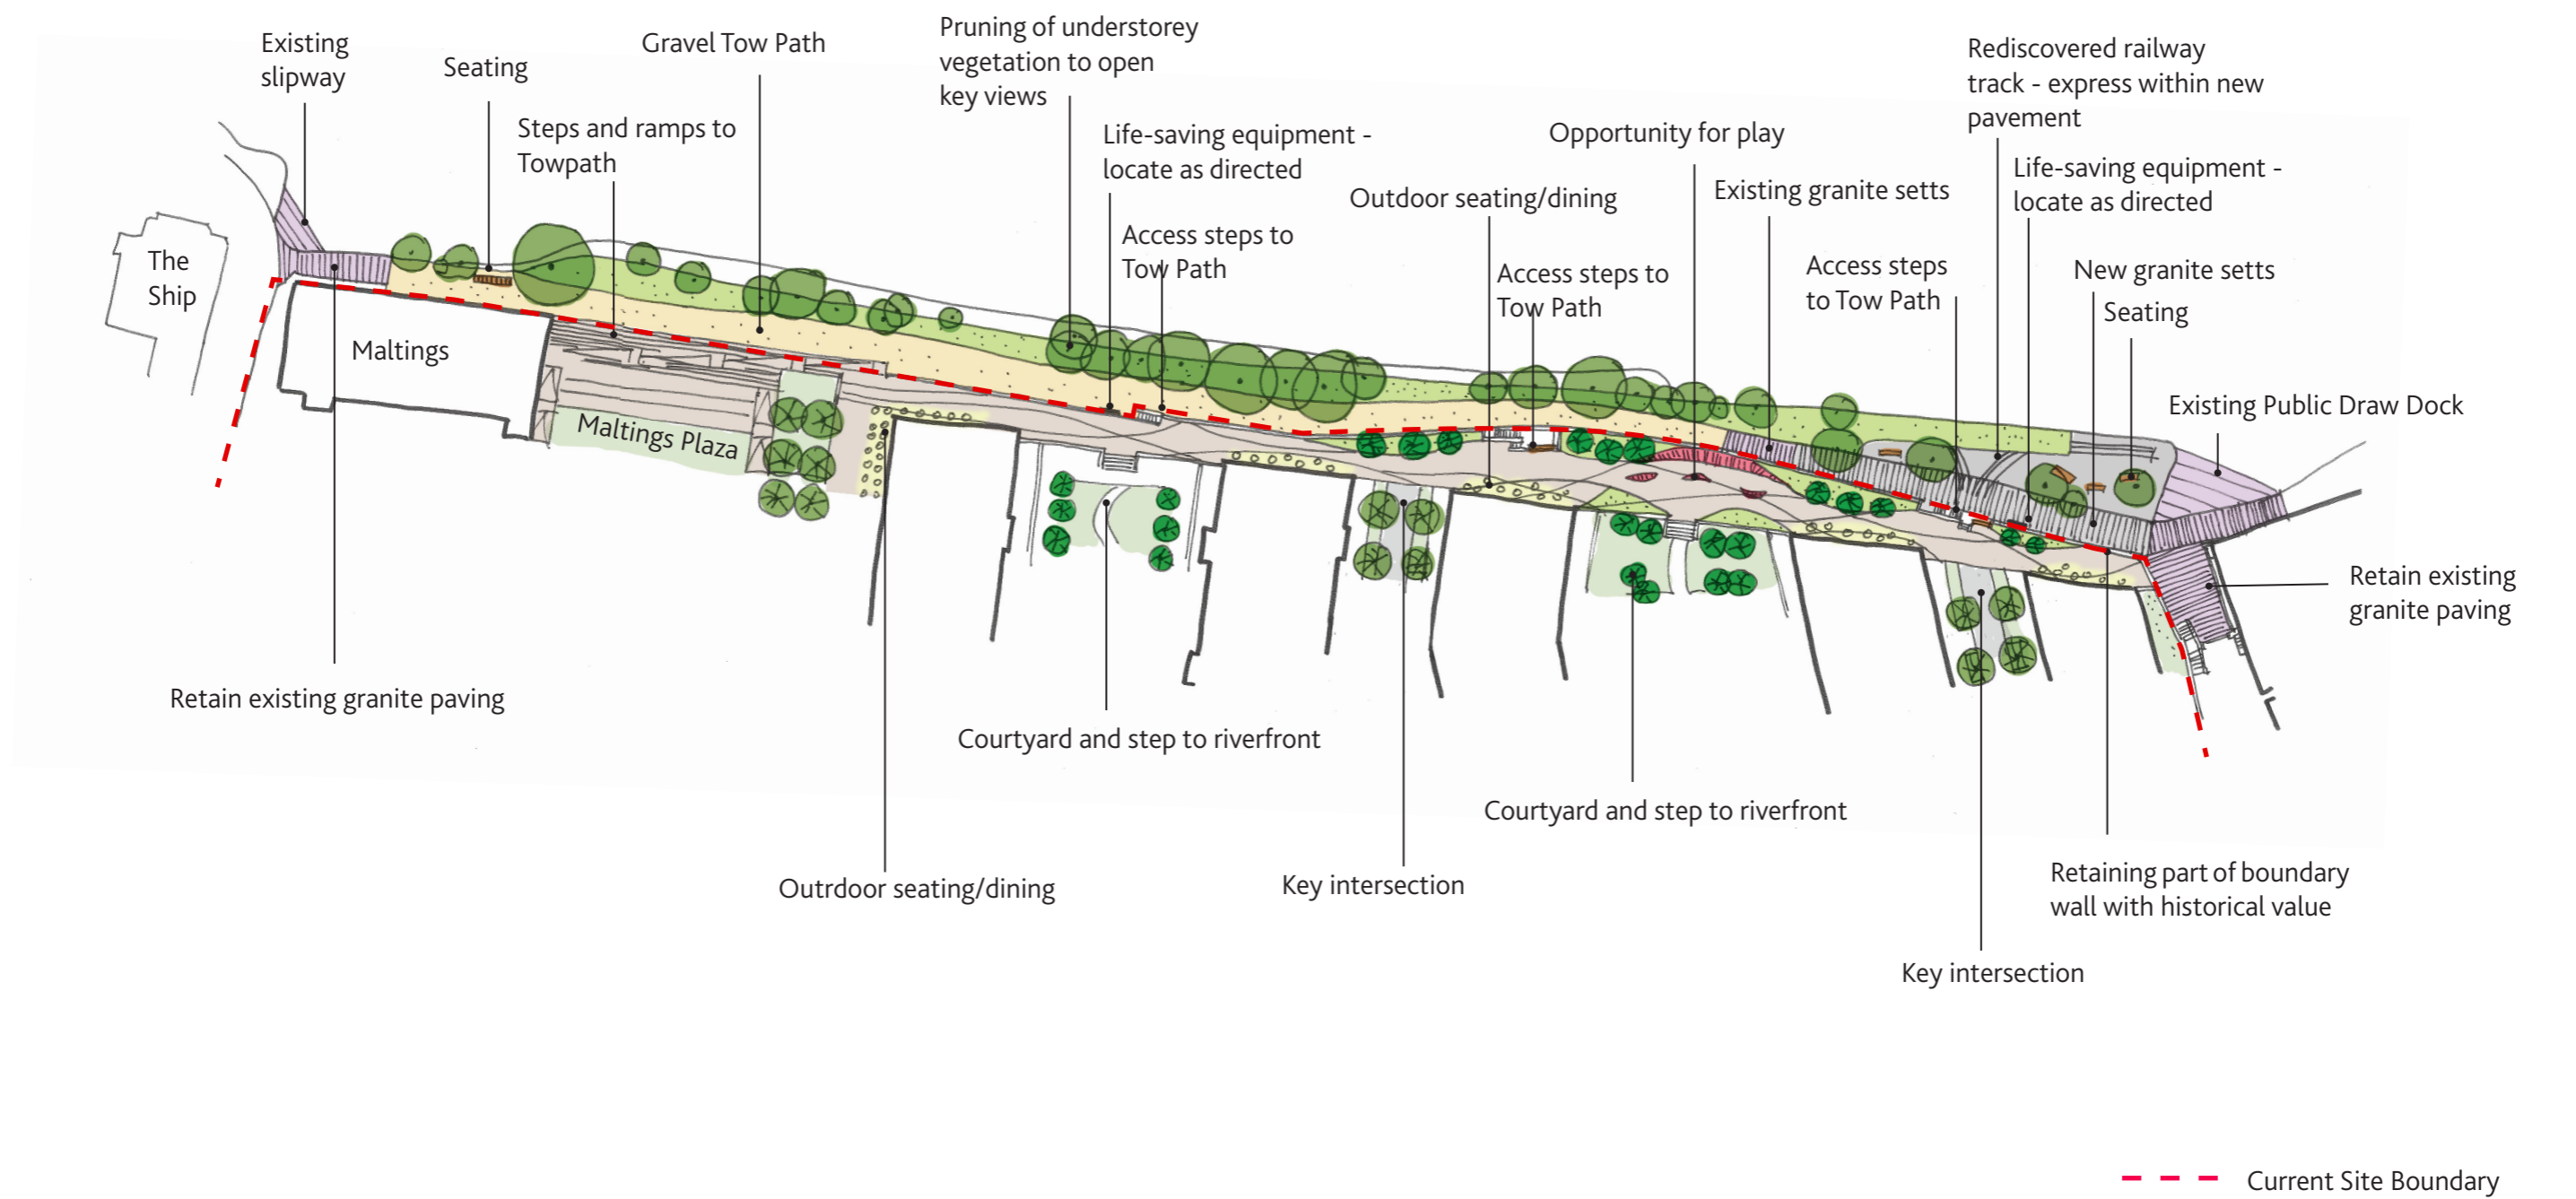 Existing
slipway
Seating
Gravel Tow Path
Steps and ramps to
Towpath
Pruning of understorey
vegetation to open
key views
Life-saving equipment -
locate as directed
Access steps to
Tow Path
Opportunity for play
Outdoor seating/dining
Existing granite setts
Access steps to
Tow Path
Rediscovered railway
track - express within new
pavement
Life-saving equipment -
locate as directed
Access steps
to Tow Path
New granite setts
Seating
Existing Public Draw Dock
The
Ship
Maltings
Maltings Plaza
Retain existing
granite paving
Retain existing granite paving
Courtyard and step to riverfront
Courtyard and step to riverfront
Outrdoor seating/dining
Key intersection
Retaining part of boundary
wall with historical value
Key intersection
Current Site Boundary